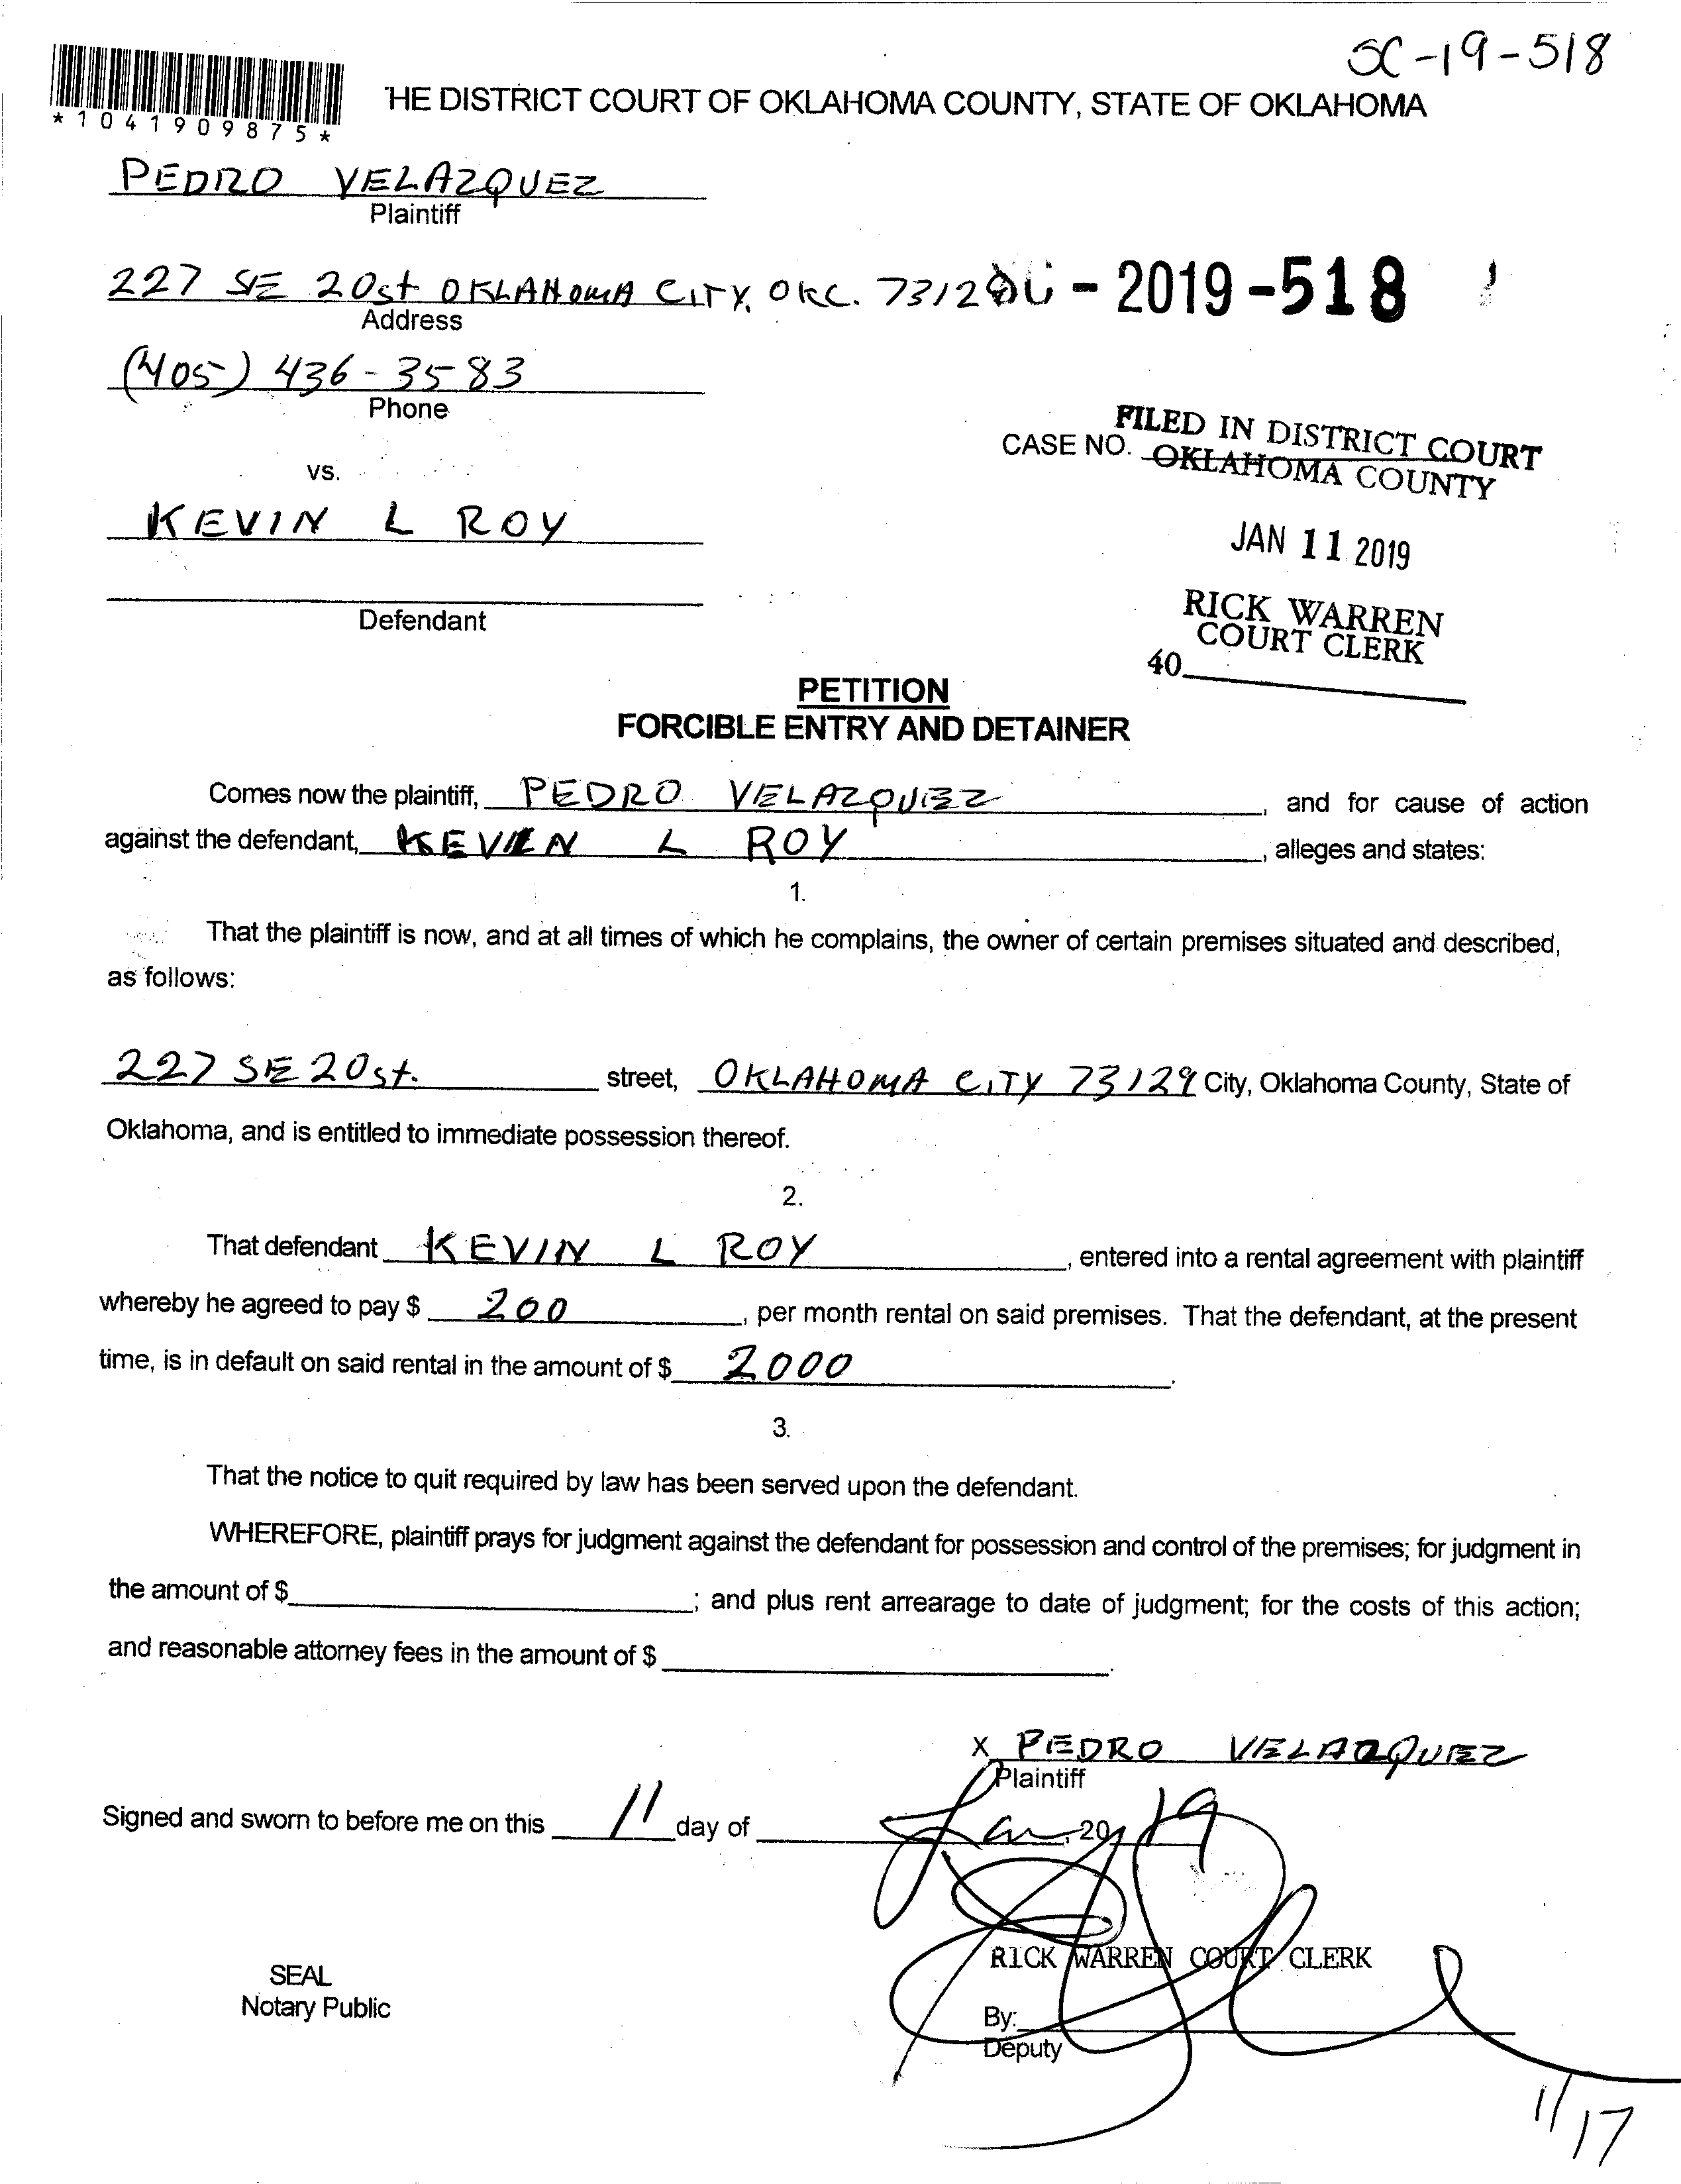 SC-19-518
*1041909875*
HE DISTRICT COURT OF OKLAHOMA COUNTY, STATE OF OKLAHOMA
PEDRO VELAZQUEZ
Plaintiff
227 SE 20st OKLAHOMA CITY, OKC. 7312
- 2019 - 518
Address
(405) 436-3583
Phone
vs.
FILED IN DISTRICT COURT
CASE NO. OKLAHOMA COUNTY
KEVIN L ROY
JAN 11 2019
Defendant
RICK WARREN
COURT CLERK
40
PETITION
FORCIBLE ENTRY AND DETAINER
Comes now the plaintiff, PEDRO VELAZQUEZ, and for cause of action
against the defendant, KEVIN L ROY, alleges and states:
1.
That the plaintiff is now, and at all times of which he complains, the owner of certain premises situated and described,
as follows:
227 SE 20st. street, OKLAHOMA CITY 73129 City, Oklahoma County, State of
Oklahoma, and is entitled to immediate possession thereof.
2.
That defendant KEVIN L ROY, entered into a rental agreement with plaintiff
whereby he agreed to pay $ 200, per month rental on said premises. That the defendant, at the present
time, is in default on said rental in the amount of $ 2000.
3.
That the notice to quit required by law has been served upon the defendant.
WHEREFORE, plaintiff prays for judgment against the defendant for possession and control of the premises; for judgment in
the amount of $ ; and plus rent arrearage to date of judgment; for the costs of this action;
and reasonable attorney fees in the amount of $ .
X PEDRO VELAZQUEZ
Plaintiff
Signed and sworn to before me on this 11 day of Jan, 2019
RICK WARREN COURT CLERK
SEAL
Notary Public
By:
Deputy
1/17